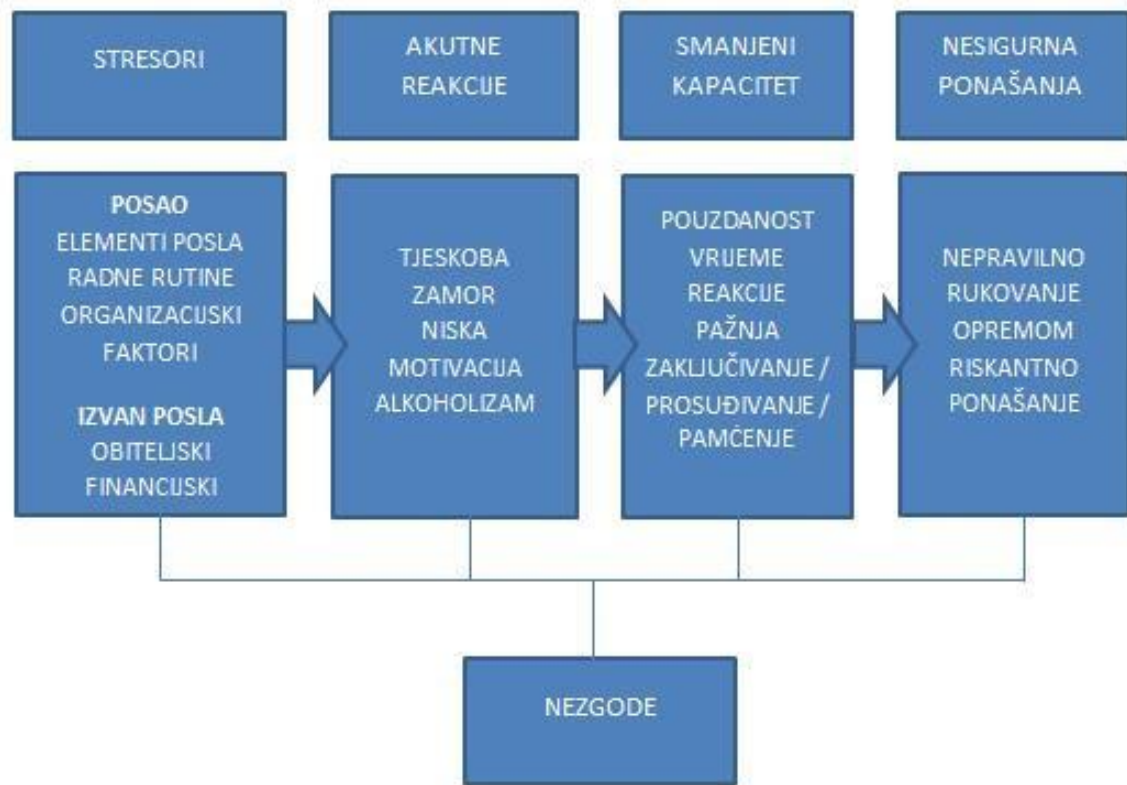 STRESORI
AKUTNE
REAKCIJE
SMANJENI
KAPACITET
NESIGURNA
PONAŠANJA
POSAO
ELEMENTI POSLA
RADNE RUTINE
ORGANIZACIJSKI
FAKTORI
IZVAN POSLA
OBITELJSKI
FINANCIJSKI
TJESKOBA
ZAMOR
NISKA
MOTIVACIJA
ALKOHOLIZAM
POUZDANOST
VRIJEME
REAKCIJE
PAŽNJA
ZAKLJUČIVANJE /
PROSUĐIVANJE /
PAMĆENJE
NEPRAVILNO
RUKOVANJE
OPREMOM
RISKANTNO
PONAŠANJE
NEZGODE